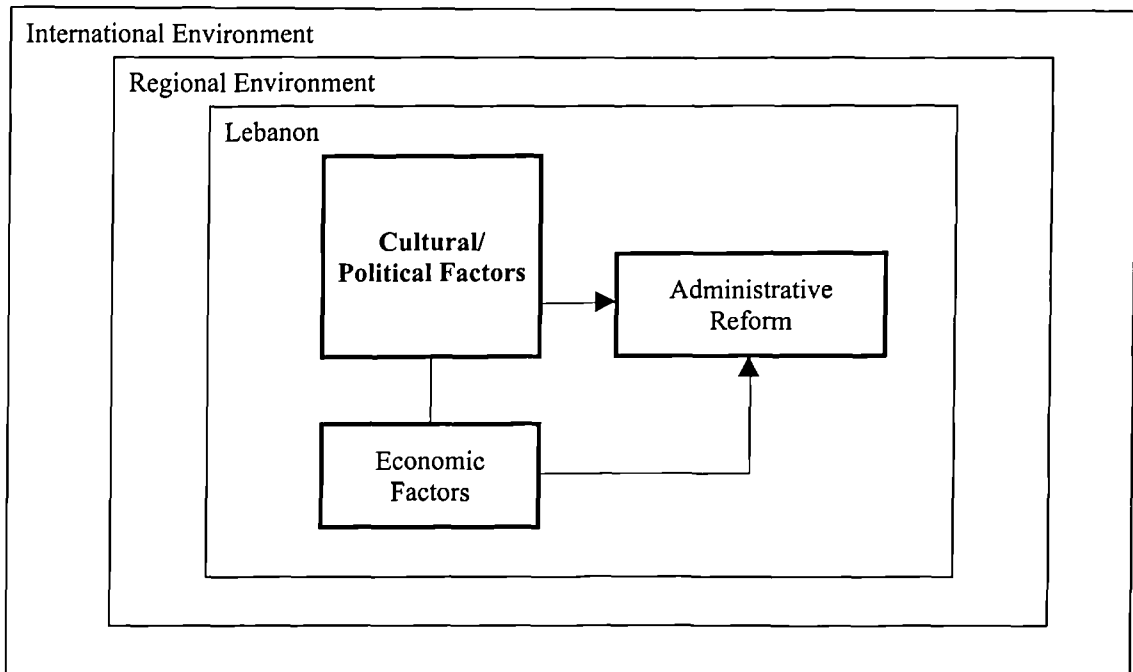 International Environment
Regional Environment
Lebanon
Cultural/
Political Factors
Administrative
Reform
Economic
Factors